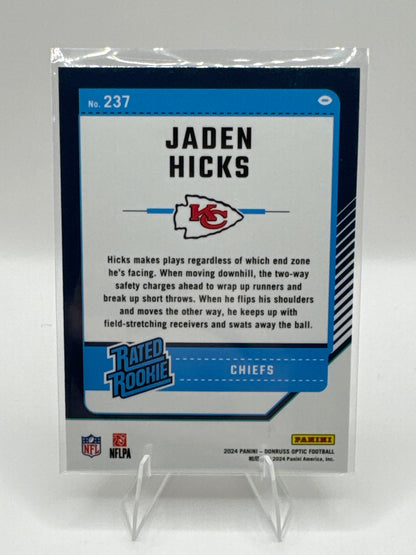 No. 237
JADEN
HICKS
KC
Hicks makes plays regardless of which end zone
he's facing. When moving downhill, the two-way
safety charges ahead to wrap up runners and
break up short throws. When he flips his shoulders
and moves the other way, he keeps up with
field-stretching receivers and swats away the ball.
RATED
ROOKIE
CHIEFS
NFL
NFLPA
PANINI
2024 PANINI – DONRUSS OPTIC FOOTBALL
2024 Panini America, Inc.